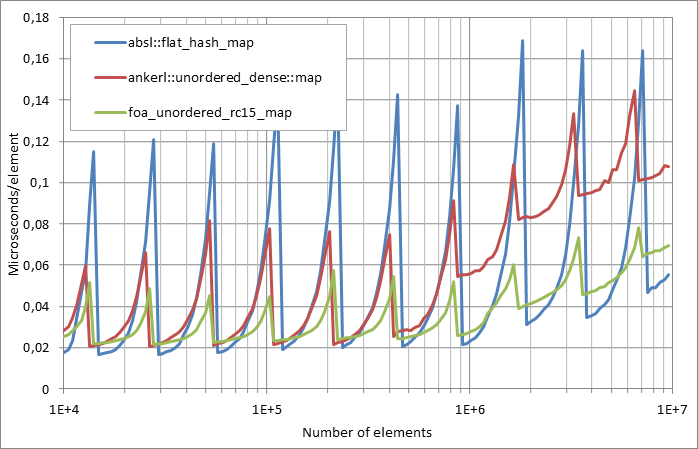 0,18
0,16
0,14
0,12
0,1
0,08
0,06
0,04
0,02
0
Microseconds/element
absl::flat_hash_map
ankerl::unordered_dense::map
foa_unordered_rc15_map
1E+4
1E+5
1E+6
1E+7
Number of elements